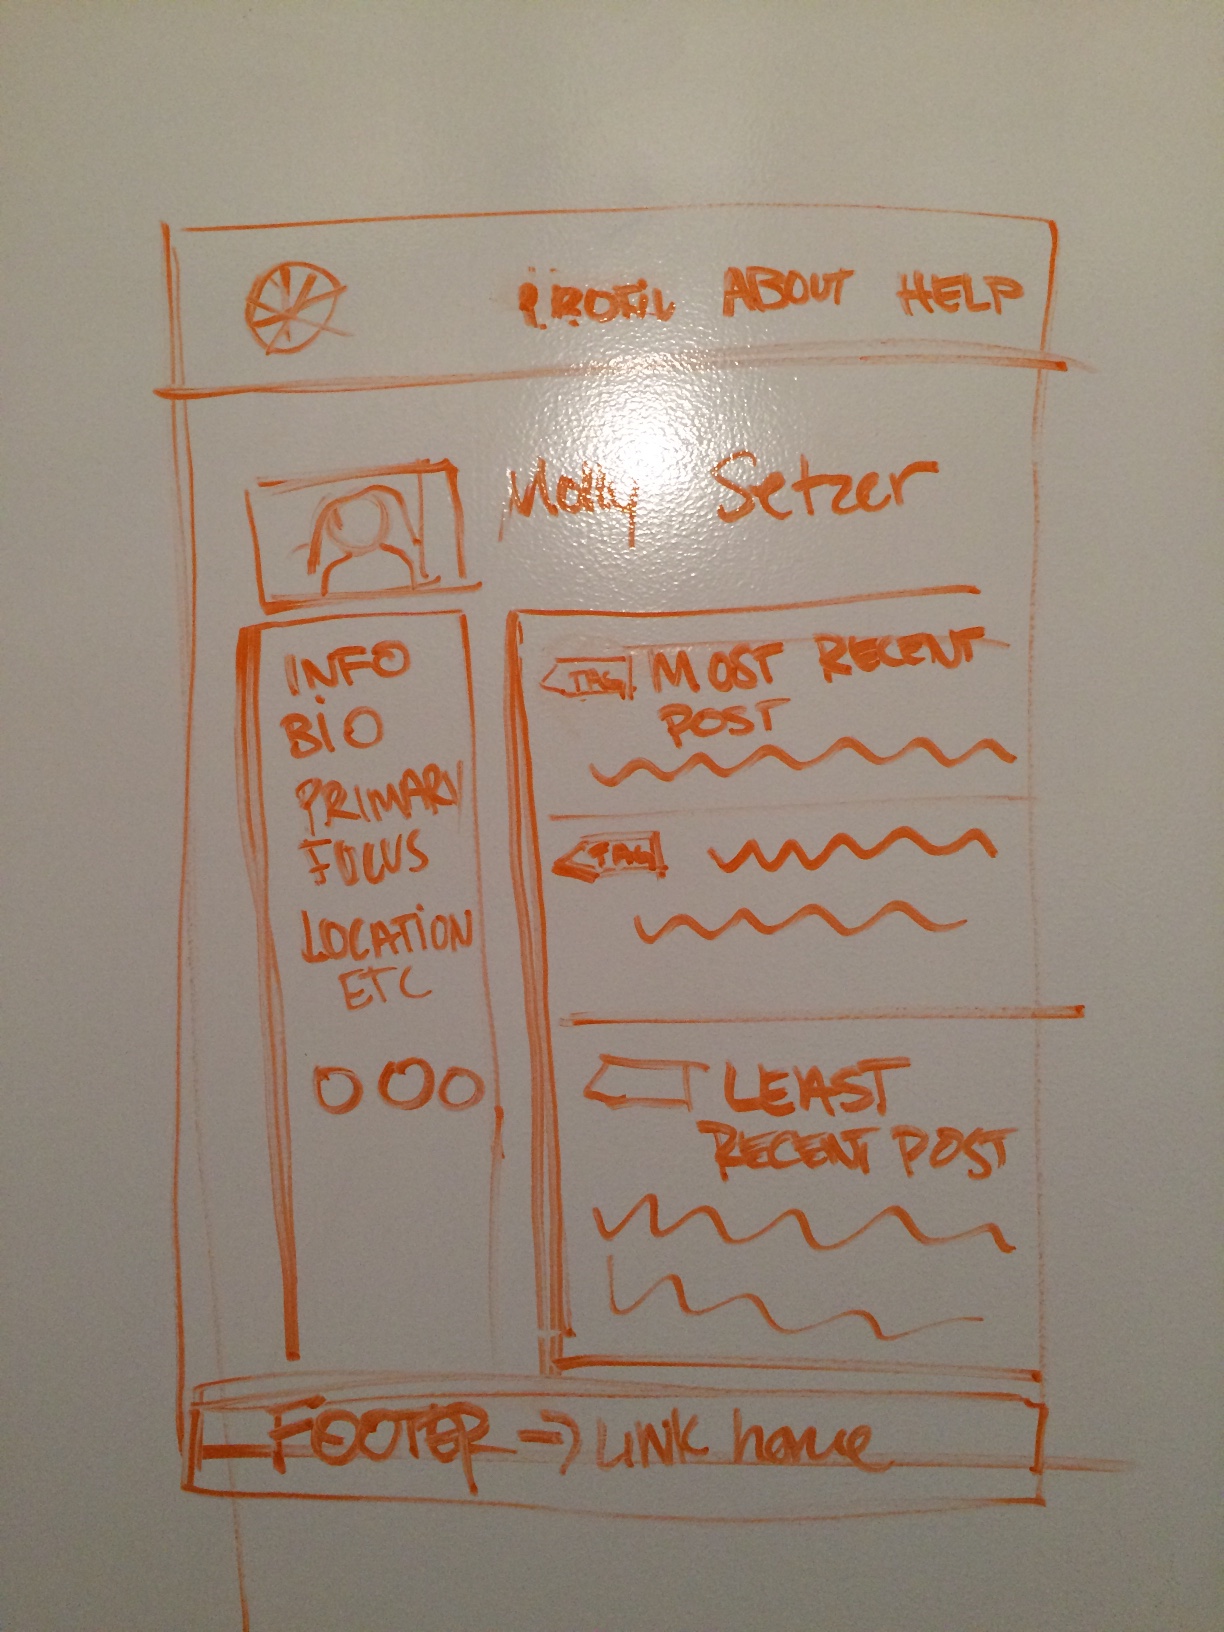 PROFIL ABOUT HELP
Molly Setzer
INFO
BIO
PRIMARY
FOCUS
LOCATION
ETC
TAG MOST RECENT
POST
TAG
LEAST
RECENT POST
FOOTER → LINK home